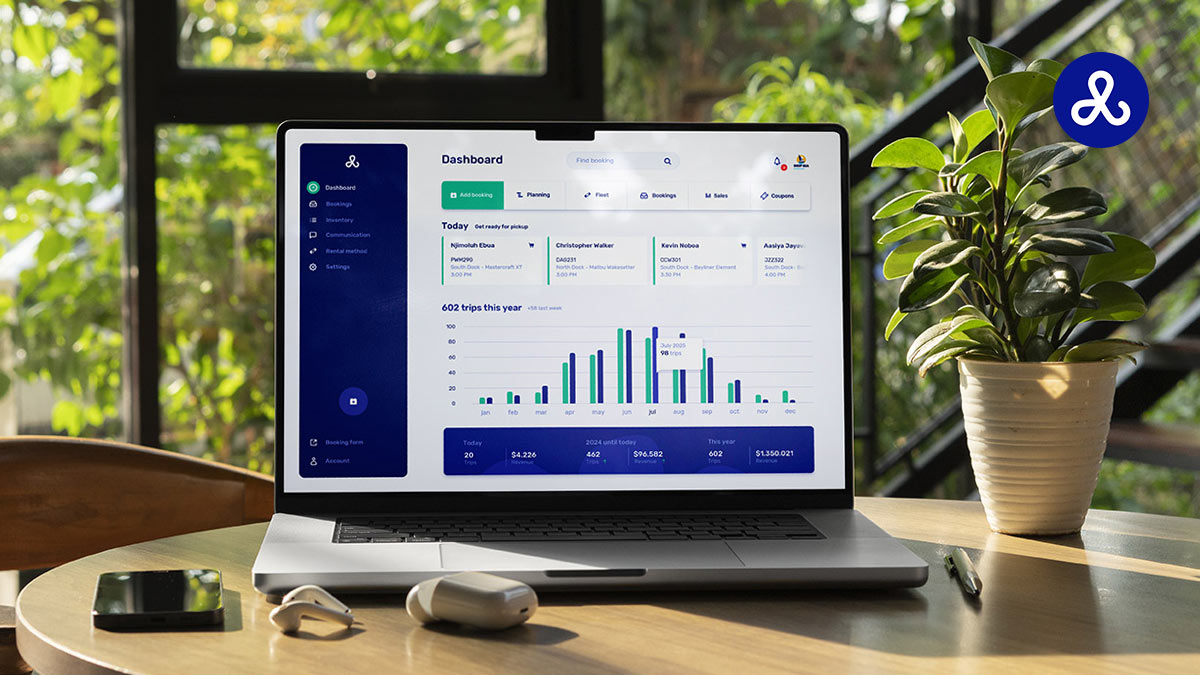 Dashboard
Find booking
Dashboard
Bookings
Inventory
Communication
Rental method
Settings
Booking form
Account
Add booking
Planning
Fleet
Bookings
Sales
Coupons
Today Get ready for pickup
Njimoluh Ebua
PWM290
South Dock - Mastercraft XT
3:00 PM
Christopher Walker
DAG231
North Dock - Malibu Wakesetter
3:00 PM
Kevin Noboa
CCW301
South Dock - Bayliner Element
3:30 PM
Aasiya Jayav
JZZ322
South Dock-
4:00 PM
602 trips this year +58 last week
100
80
60
40
20
0
July 2025
98 trips
jan feb mar apr may jun jul aug sep oct nov dec
Today
20
Trips
$4.226
Revenue
2024 until today
462
Trips
$96.582
Revenue
This year
602
Trips
$1.350.021
Revenue